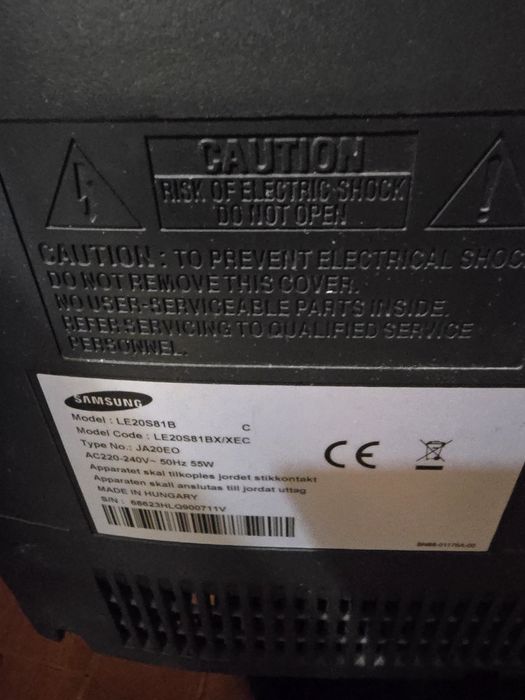 CAUTION
RISK OF ELECTRIC SHOCK
DO NOT OPEN
CAUTION : TO PREVENT ELECTRICAL SHOC
DO NOT REMOVE THIS COVER.
NO USER-SERVICEABLE PARTS INSIDE.
REFER SERVICING TO QUALIFIED SERVICE
PERSONNEL.
SAMSUNG
Model : LE20S81B C
Model Code : LE20S81BX/XEC
Type No.: JA20EO
AC220-240V~ 50Hz 55W
Apparatet skal tilkoples jordet stikkontakt
Apparaten skall anslutas till jordat uttag
MADE IN HUNGARY
S/N : 68623HLQ900711V